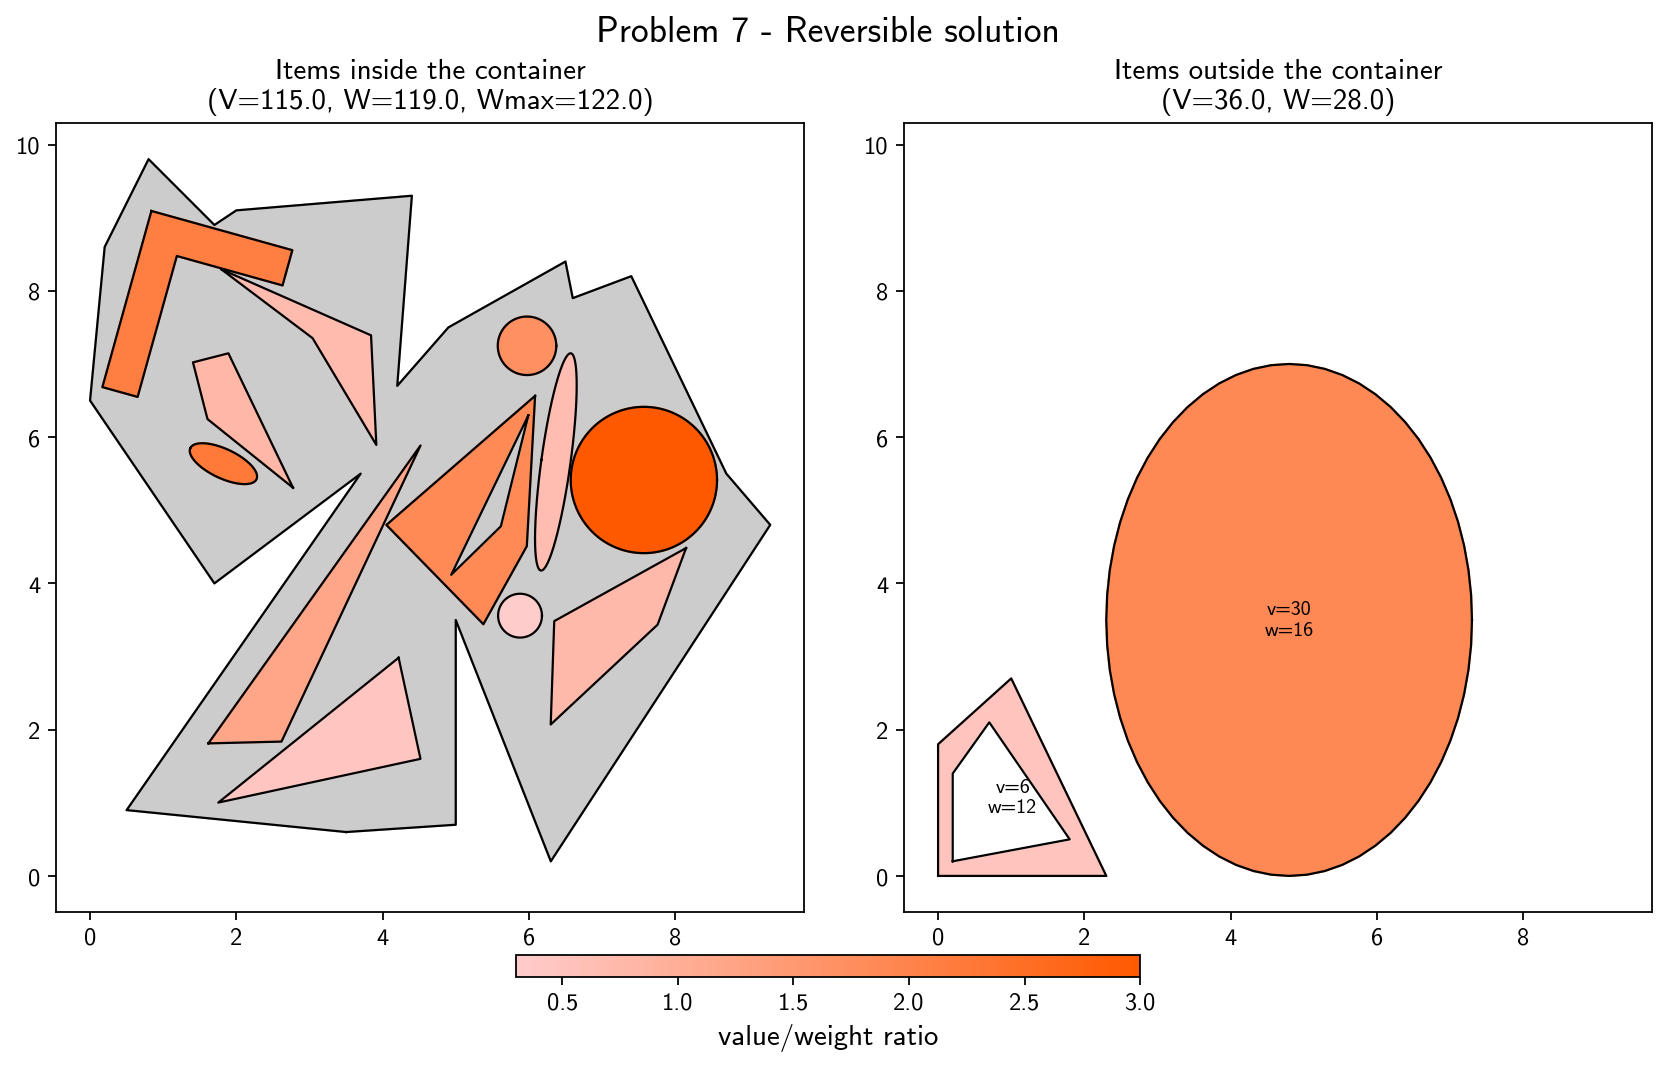 Problem 7 - Reversible solution
Items inside the container
(V=115.0, W=119.0, Wmax=122.0)
10
8
6
4
2
0
0 2 4 6 8
Items outside the container
(V=36.0, W=28.0)
10
8
6
4
2
0
v=30
w=16
v=6
w=12
0 2 4 6 8
0.5 1.0 1.5 2.0 2.5 3.0
value/weight ratio